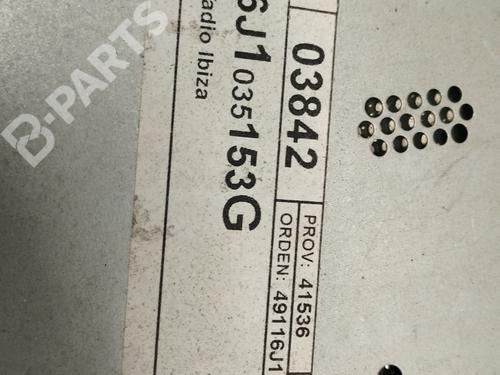 03842
PROV: 41536
ORDEN: 49116J1
6J1035153G
adio Ibiza
B-PARTS